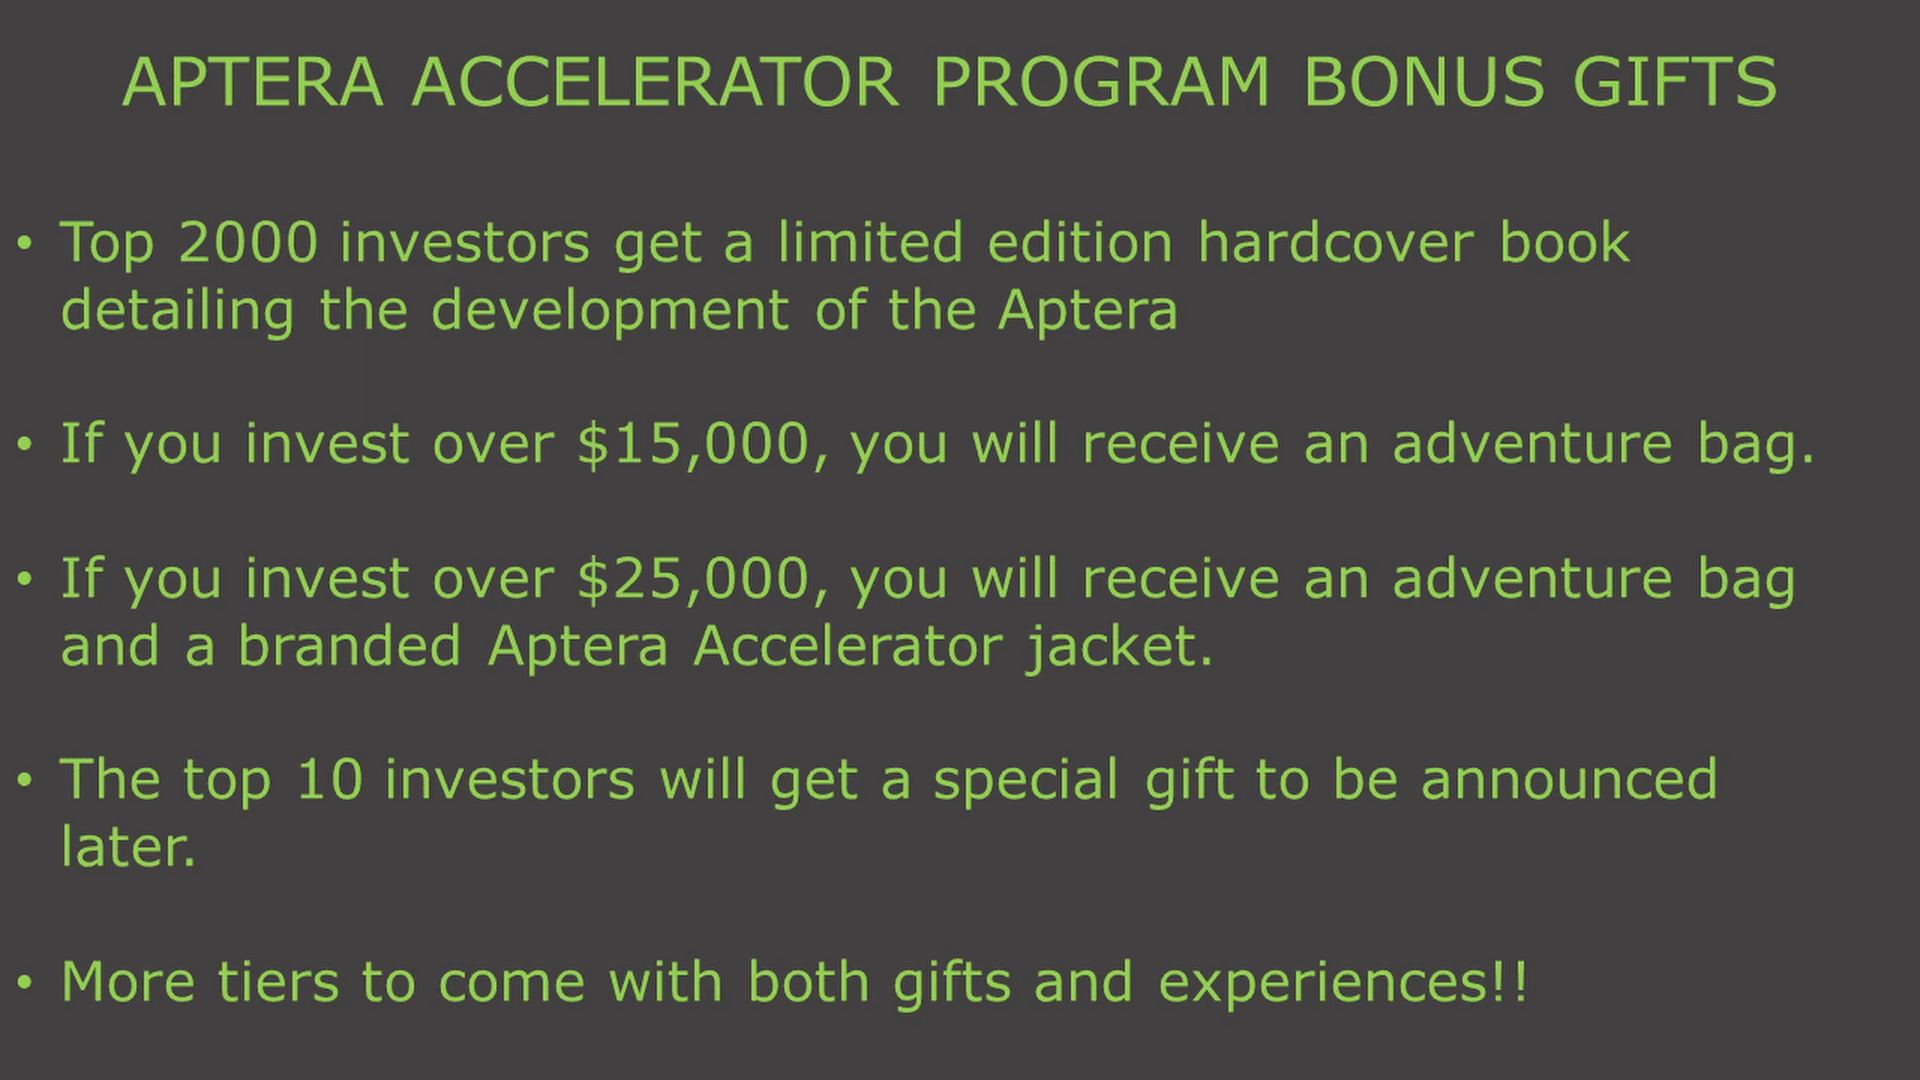 APTERA ACCELERATOR PROGRAM BONUS GIFTS
• Top 2000 investors get a limited edition hardcover book
detailing the development of the Aptera
• If you invest over $15,000, you will receive an adventure bag.
• If you invest over $25,000, you will receive an adventure bag
and a branded Aptera Accelerator jacket.
• The top 10 investors will get a special gift to be announced
later.
• More tiers to come with both gifts and experiences!!